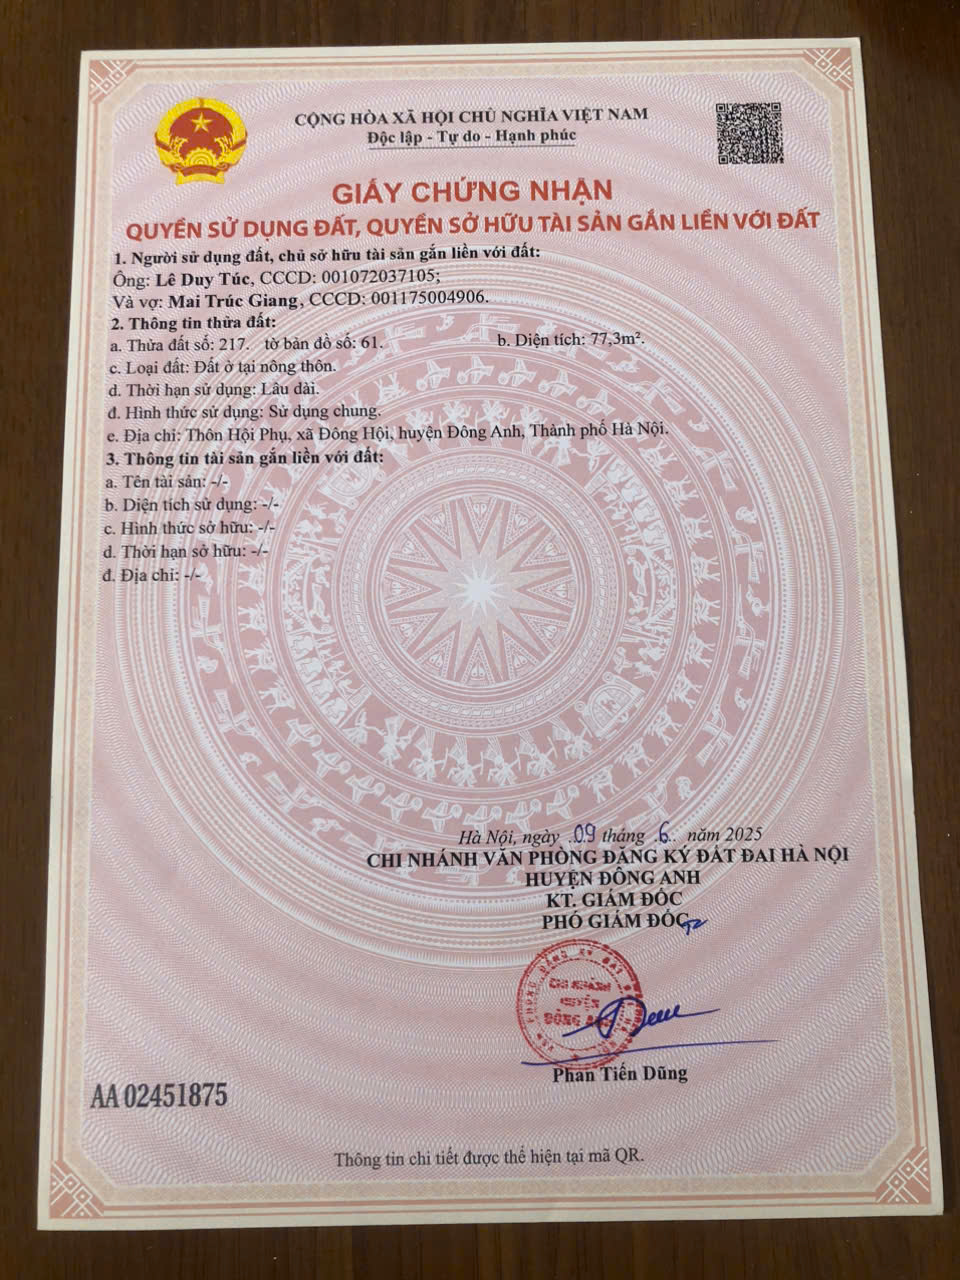 CỘNG HÒA XÃ HỘI CHỦ NGHĨA VIỆT NAM
Độc lập - Tự do - Hạnh phúc
GIẤY CHỨNG NHẬN
QUYỀN SỬ DỤNG ĐẤT, QUYỀN SỞ HỮU TÀI SẢN GẮN LIỀN VỚI ĐẤT
1. Người sử dụng đất, chủ sở hữu tài sản gắn liền với đất:
Ông: Lê Duy Túc, CCCD: 001072037105;
Và vợ: Mai Trúc Giang, CCCD: 001175004906.
2. Thông tin thửa đất:
a. Thửa đất số: 217. tờ bản đồ số: 61. b. Diện tích: 77,3m².
c. Loại đất: Đất ở tại nông thôn.
d. Thời hạn sử dụng: Lâu dài.
đ. Hình thức sử dụng: Sử dụng chung.
e. Địa chỉ: Thôn Hội Phụ, xã Đông Hội, huyện Đông Anh, Thành phố Hà Nội.
3. Thông tin tài sản gắn liền với đất:
a. Tên tài sản: -/-
b. Diện tích sử dụng: -/-
c. Hình thức sở hữu: -/-
d. Thời hạn sở hữu: -/-
đ. Địa chỉ: -/-
Hà Nội, ngày 09 tháng 6 năm 2025
CHI NHÁNH VĂN PHÒNG ĐĂNG KÝ ĐẤT ĐAI HÀ NỘI
HUYỆN ĐÔNG ANH
KT. GIÁM ĐỐC
PHÓ GIÁM ĐỐC
CHI NHÁNH
HUYỆN
ĐÔNG ANH
Phan Tiến Dũng
AA 02451875
Thông tin chi tiết được thể hiện tại mã QR.